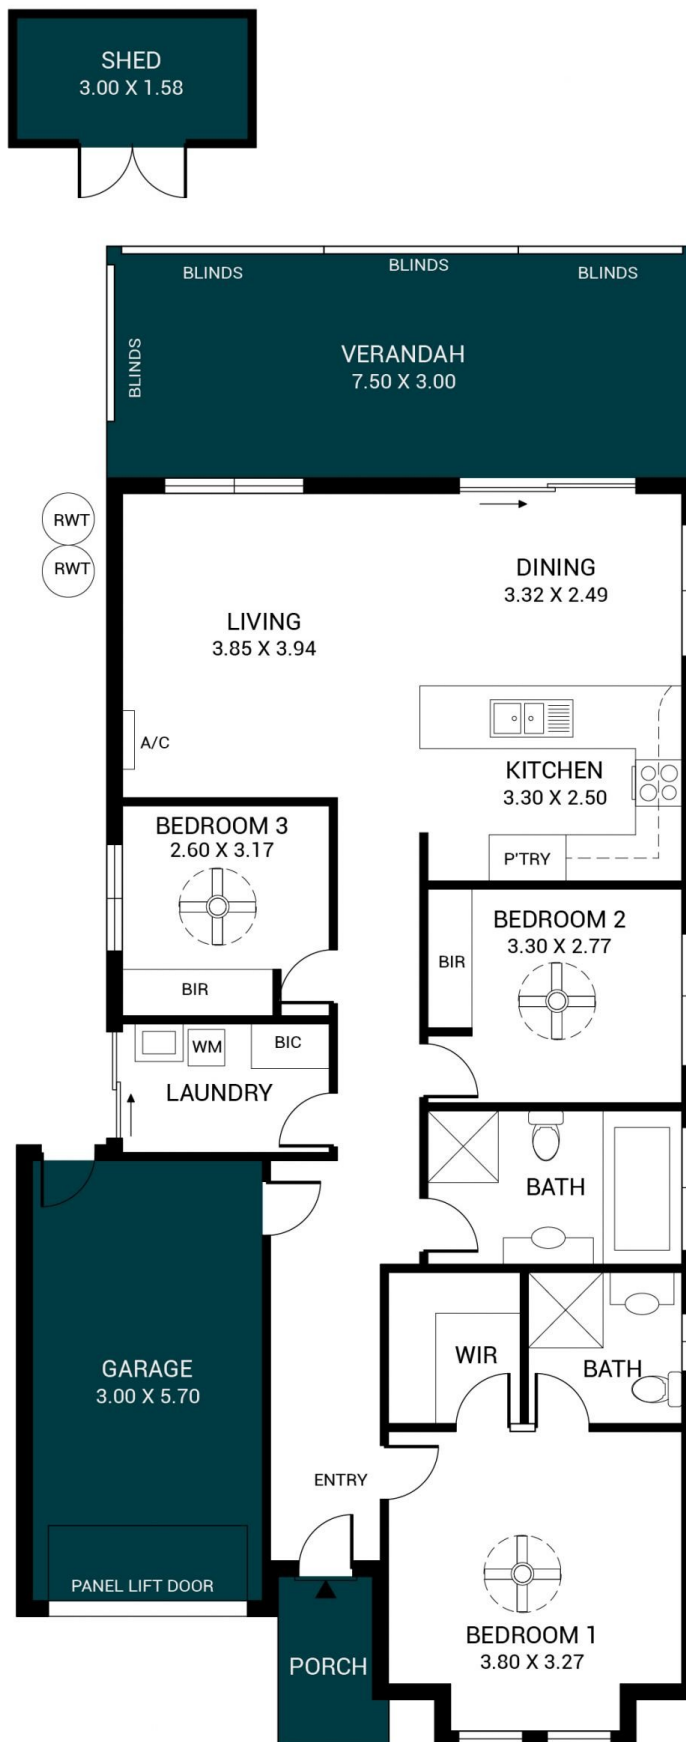 SHED
3.00 X 1.58
BLINDS
BLINDS
BLINDS
BLINDS
VERANDAH
7.50 X 3.00
RWT
RWT
DINING
3.32 X 2.49
LIVING
3.85 X 3.94
A/C
KITCHEN
3.30 X 2.50
P'TRY
BEDROOM 3
2.60 X 3.17
BIR
BEDROOM 2
3.30 X 2.77
BIR
WM
BIC
LAUNDRY
BATH
GARAGE
3.00 X 5.70
WIR
BATH
ENTRY
PANEL LIFT DOOR
BEDROOM 1
3.80 X 3.27
PORCH